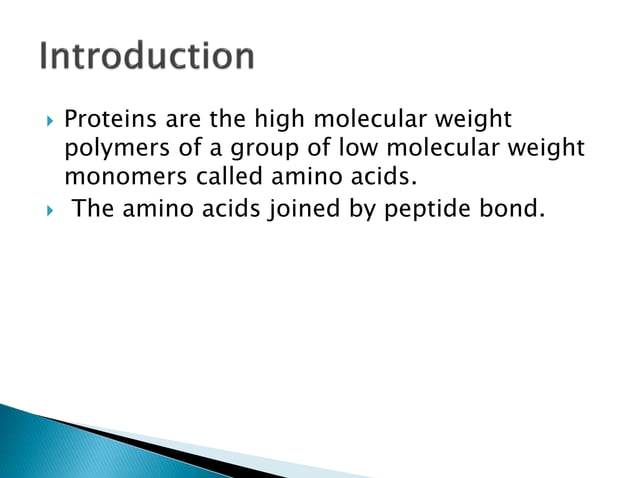 Introduction
Proteins are the high molecular weight
polymers of a group of low molecular weight
monomers called amino acids.
The amino acids joined by peptide bond.